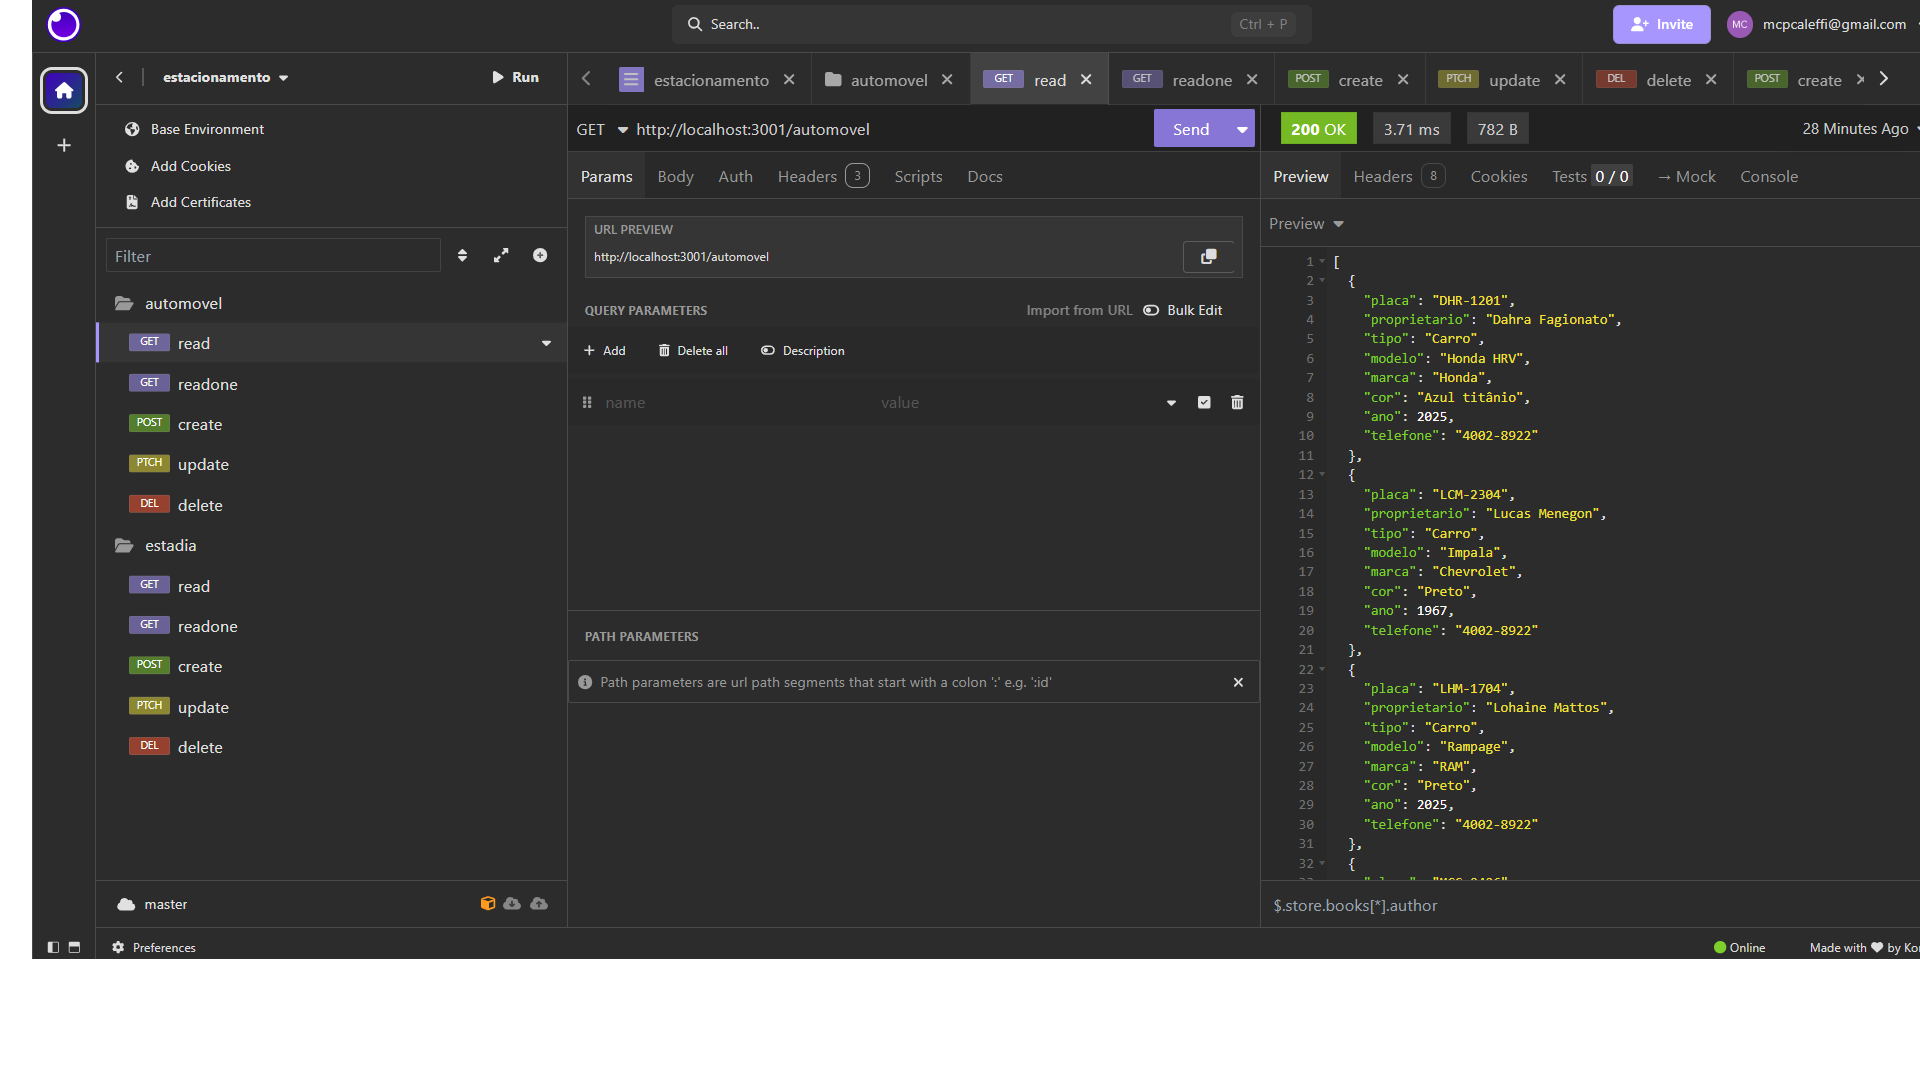 Search..
Ctrl + P
Invite
MC
mcpcaleffi@gmail.com
estacionamento
Run
estacionamento
automovel
GET read
GET readone
POST create
PTCH update
DEL delete
POST create
Base Environment
Add Cookies
Add Certificates
Filter
automovel
GET read
GET readone
POST create
PTCH update
DEL delete
estadia
GET read
GET readone
POST create
PTCH update
DEL delete
master
Preferences
GET http://localhost:3001/automovel
Send
Params Body Auth Headers 3 Scripts Docs
URL PREVIEW
http://localhost:3001/automovel
QUERY PARAMETERS
Import from URL
Bulk Edit
Add
Delete all
Description
name
value
PATH PARAMETERS
Path parameters are url path segments that start with a colon ':' e.g. ':id'
200 OK
3.71 ms
782 B
28 Minutes Ago
Preview Headers 8 Cookies Tests 0 / 0 → Mock Console
Preview
1 [
2 {
3 "placa": "DHR-1201",
4 "proprietario": "Dahra Fagionato",
5 "tipo": "Carro",
6 "modelo": "Honda HRV",
7 "marca": "Honda",
8 "cor": "Azul titânio",
9 "ano": 2025,
10 "telefone": "4002-8922"
11 },
12 {
13 "placa": "LCM-2304",
14 "proprietario": "Lucas Menegon",
15 "tipo": "Carro",
16 "modelo": "Impala",
17 "marca": "Chevrolet",
18 "cor": "Preto",
19 "ano": 1967,
20 "telefone": "4002-8922"
21 },
22 {
23 "placa": "LHM-1704",
24 "proprietario": "Lohaine Mattos",
25 "tipo": "Carro",
26 "modelo": "Rampage",
27 "marca": "RAM",
28 "cor": "Preto",
29 "ano": 2025,
30 "telefone": "4002-8922"
31 },
32 {
$.store.books[*].author
Online
Made with
by